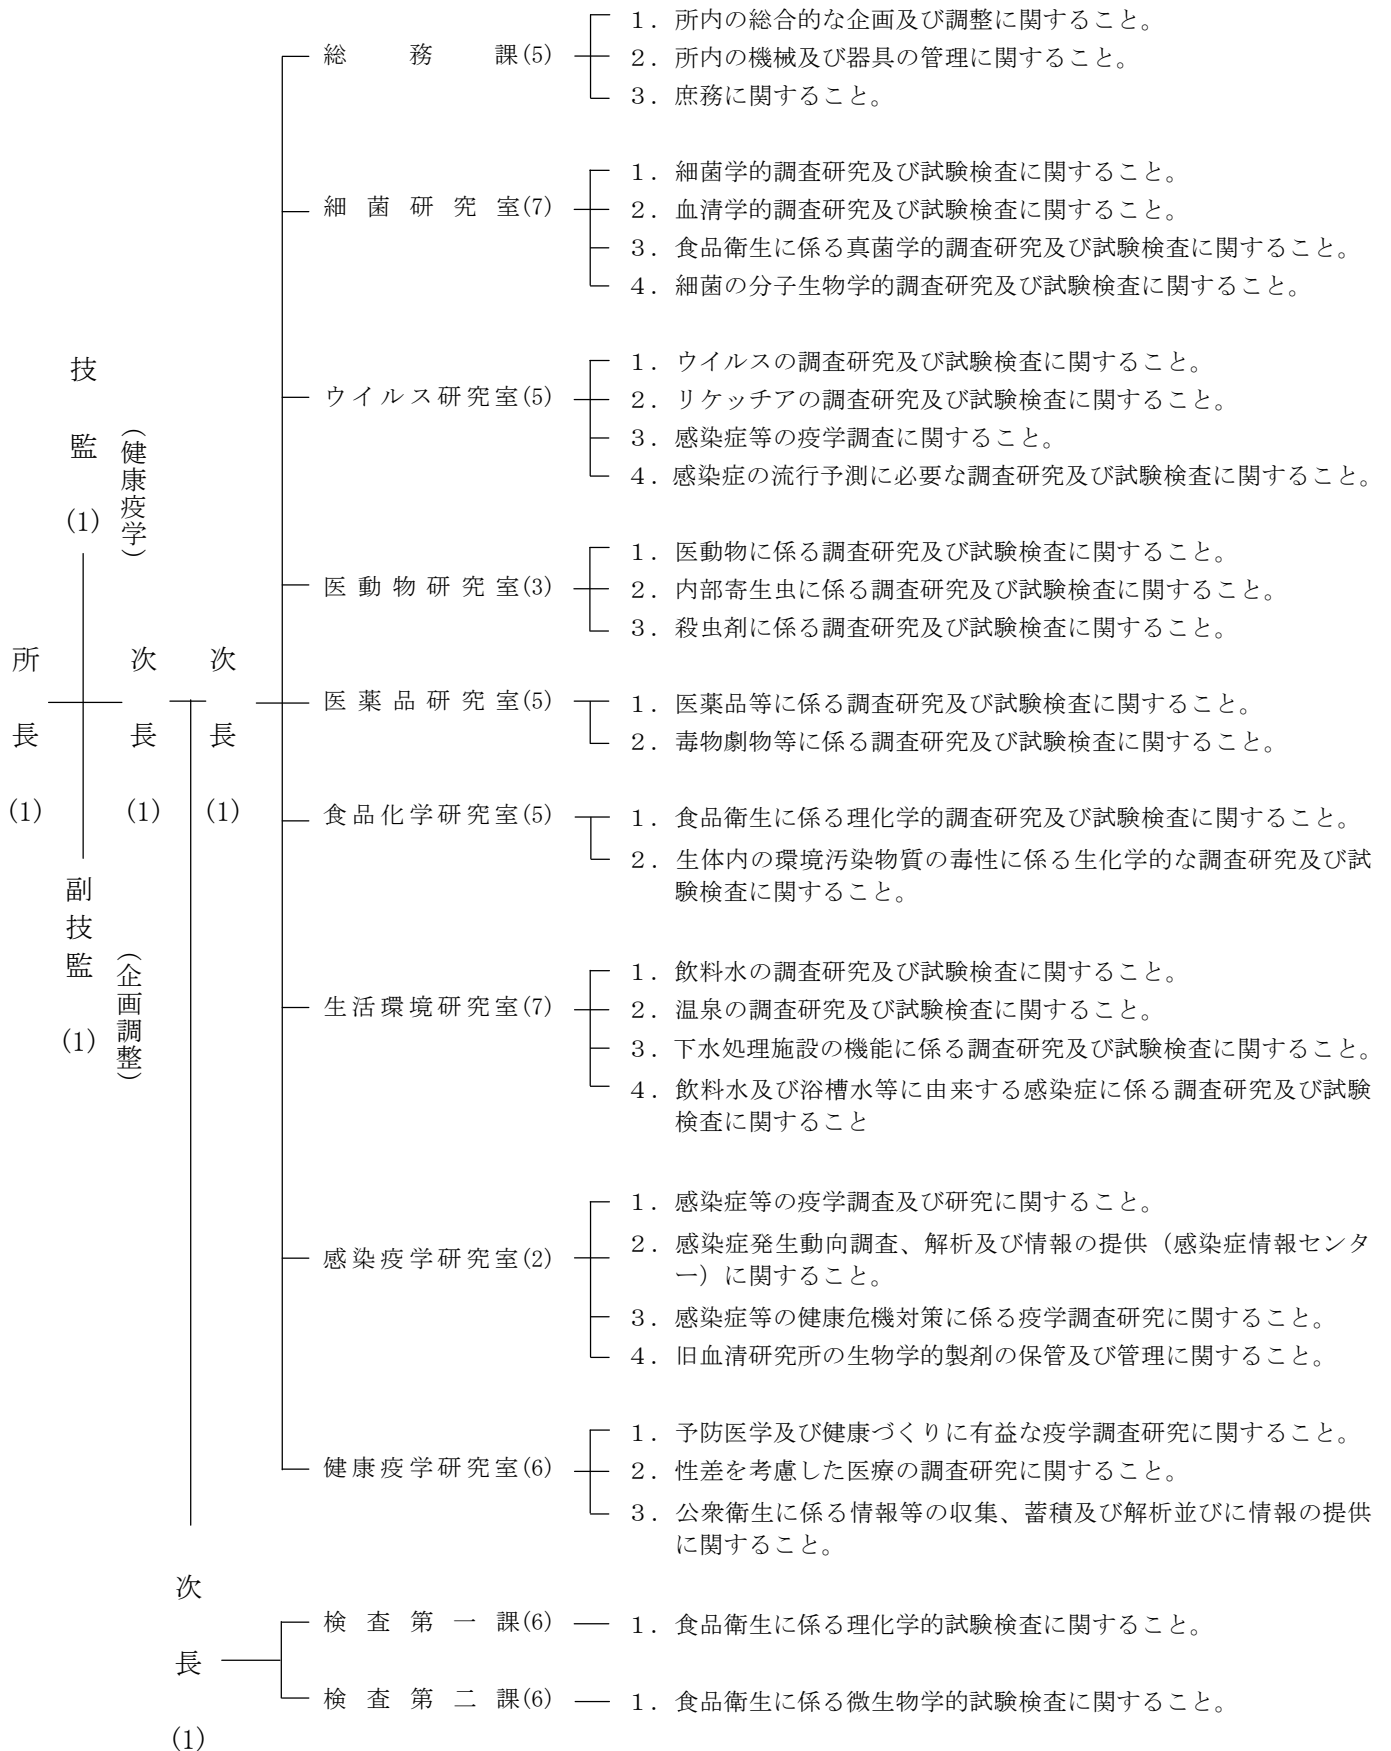 所長(1)
技監(1)
(健康疫学)
副技監(1)
(企画調整)
次長(1)
次長(1)
総務課(5)
1．所内の総合的な企画及び調整に関すること。
2．所内の機械及び器具の管理に関すること。
3．庶務に関すること。
細菌研究室(7)
1．細菌学的調査研究及び試験検査に関すること。
2．血清学的調査研究及び試験検査に関すること。
3．食品衛生に係る真菌学的調査研究及び試験検査に関すること。
4．細菌の分子生物学的調査研究及び試験検査に関すること。
ウイルス研究室(5)
1．ウイルスの調査研究及び試験検査に関すること。
2．リケッチアの調査研究及び試験検査に関すること。
3．感染症等の疫学調査に関すること。
4．感染症の流行予測に必要な調査研究及び試験検査に関すること。
医動物研究室(3)
1．医動物に係る調査研究及び試験検査に関すること。
2．内部寄生虫に係る調査研究及び試験検査に関すること。
3．殺虫剤に係る調査研究及び試験検査に関すること。
医薬品研究室(5)
1．医薬品等に係る調査研究及び試験検査に関すること。
2．毒物劇物等に係る調査研究及び試験検査に関すること。
食品化学研究室(5)
1．食品衛生に係る理化学的調査研究及び試験検査に関すること。
2．生体内の環境汚染物質の毒性に係る生化学的な調査研究及び試
験検査に関すること。
生活環境研究室(7)
1．飲料水の調査研究及び試験検査に関すること。
2．温泉の調査研究及び試験検査に関すること。
3．下水処理施設の機能に係る調査研究及び試験検査に関すること。
4．飲料水及び浴槽水等に由来する感染症に係る調査研究及び試験
検査に関すること
感染疫学研究室(2)
1．感染症等の疫学調査及び研究に関すること。
2．感染症発生動向調査、解析及び情報の提供（感染症情報センタ
ー）に関すること。
3．感染症等の健康危機対策に係る疫学調査研究に関すること。
4．旧血清研究所の生物学的製剤の保管及び管理に関すること。
健康疫学研究室(6)
1．予防医学及び健康づくりに有益な疫学調査研究に関すること。
2．性差を考慮した医療の調査研究に関すること。
3．公衆衛生に係る情報等の収集、蓄積及び解析並びに情報の提供
に関すること。
次長(1)
検査第一課(6)
1．食品衛生に係る理化学的試験検査に関すること。
検査第二課(6)
1．食品衛生に係る微生物学的試験検査に関すること。